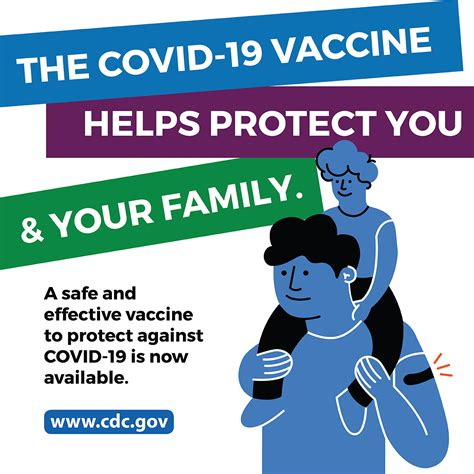 THE COVID-19 VACCINE
HELPS PROTECT YOU
& YOUR FAMILY.
A safe and
effective vaccine
to protect against
COVID-19 is now
available.
www.cdc.gov